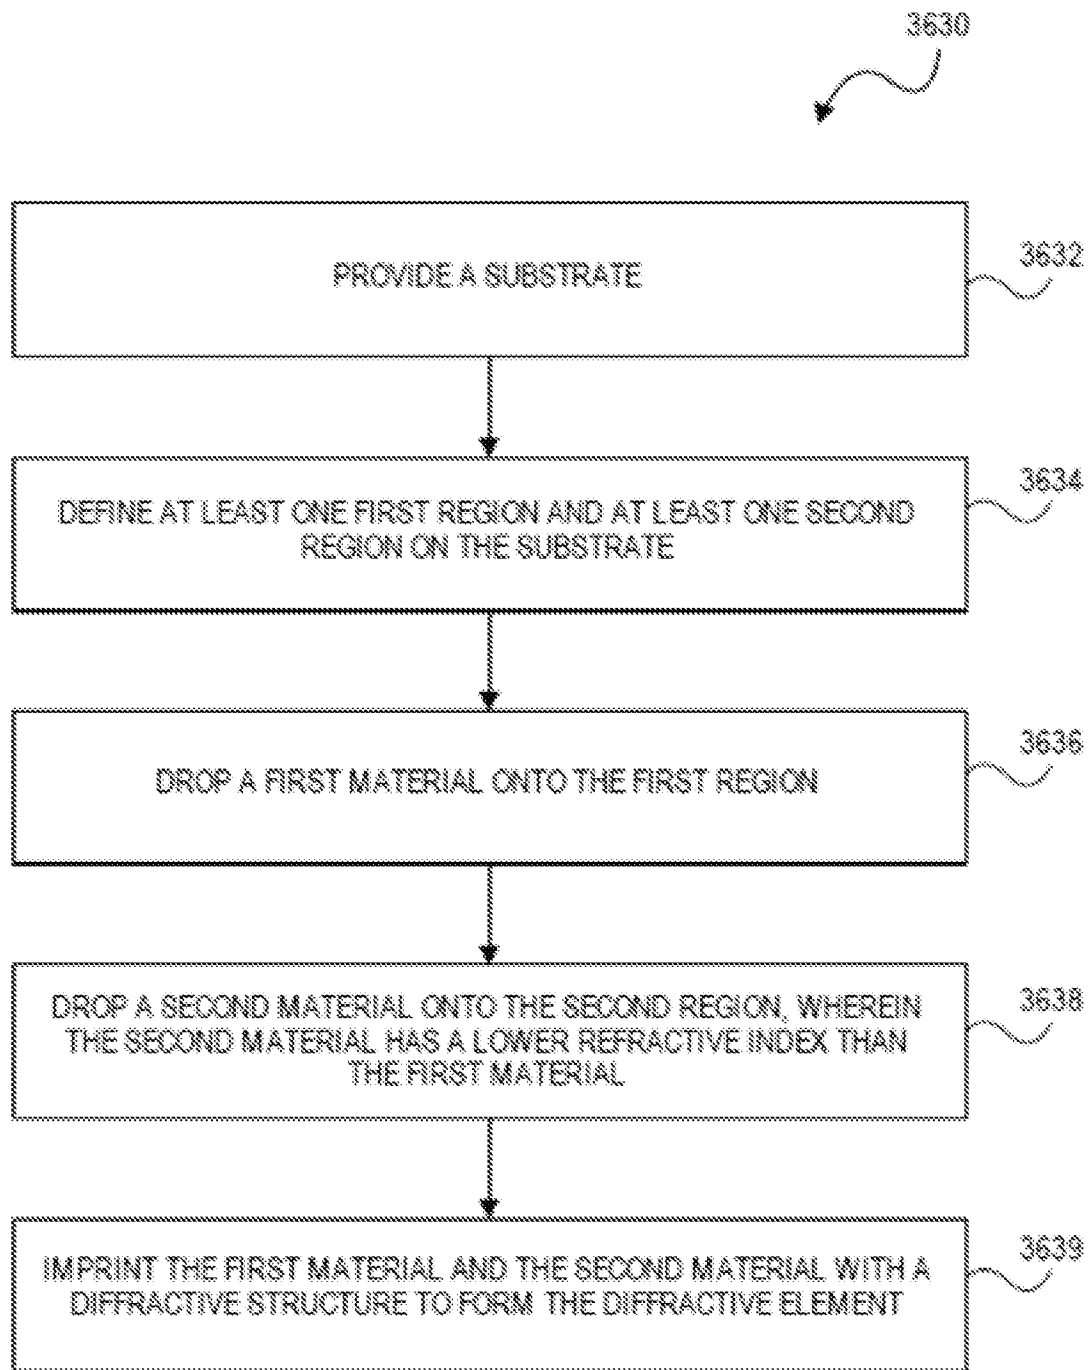 3630
PROVIDE A SUBSTRATE
3632
DEFINE AT LEAST ONE FIRST REGION AND AT LEAST ONE SECOND
REGION ON THE SUBSTRATE
3634
DROP A FIRST MATERIAL ONTO THE FIRST REGION
3636
DROP A SECOND MATERIAL ONTO THE SECOND REGION, WHEREIN
THE SECOND MATERIAL HAS A LOWER REFRACTIVE INDEX THAN
THE FIRST MATERIAL
3638
IMPRINT THE FIRST MATERIAL AND THE SECOND MATERIAL WITH A
DIFFRACTIVE STRUCTURE TO FORM THE DIFFRACTIVE ELEMENT
3639